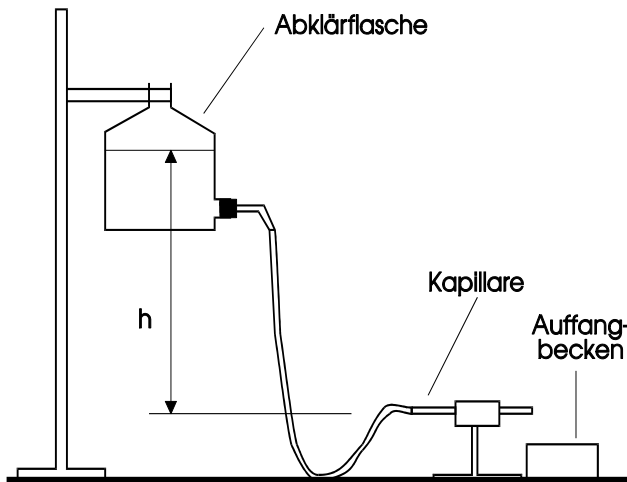 Abklärflasche
h
Kapillare
Auffang-
becken